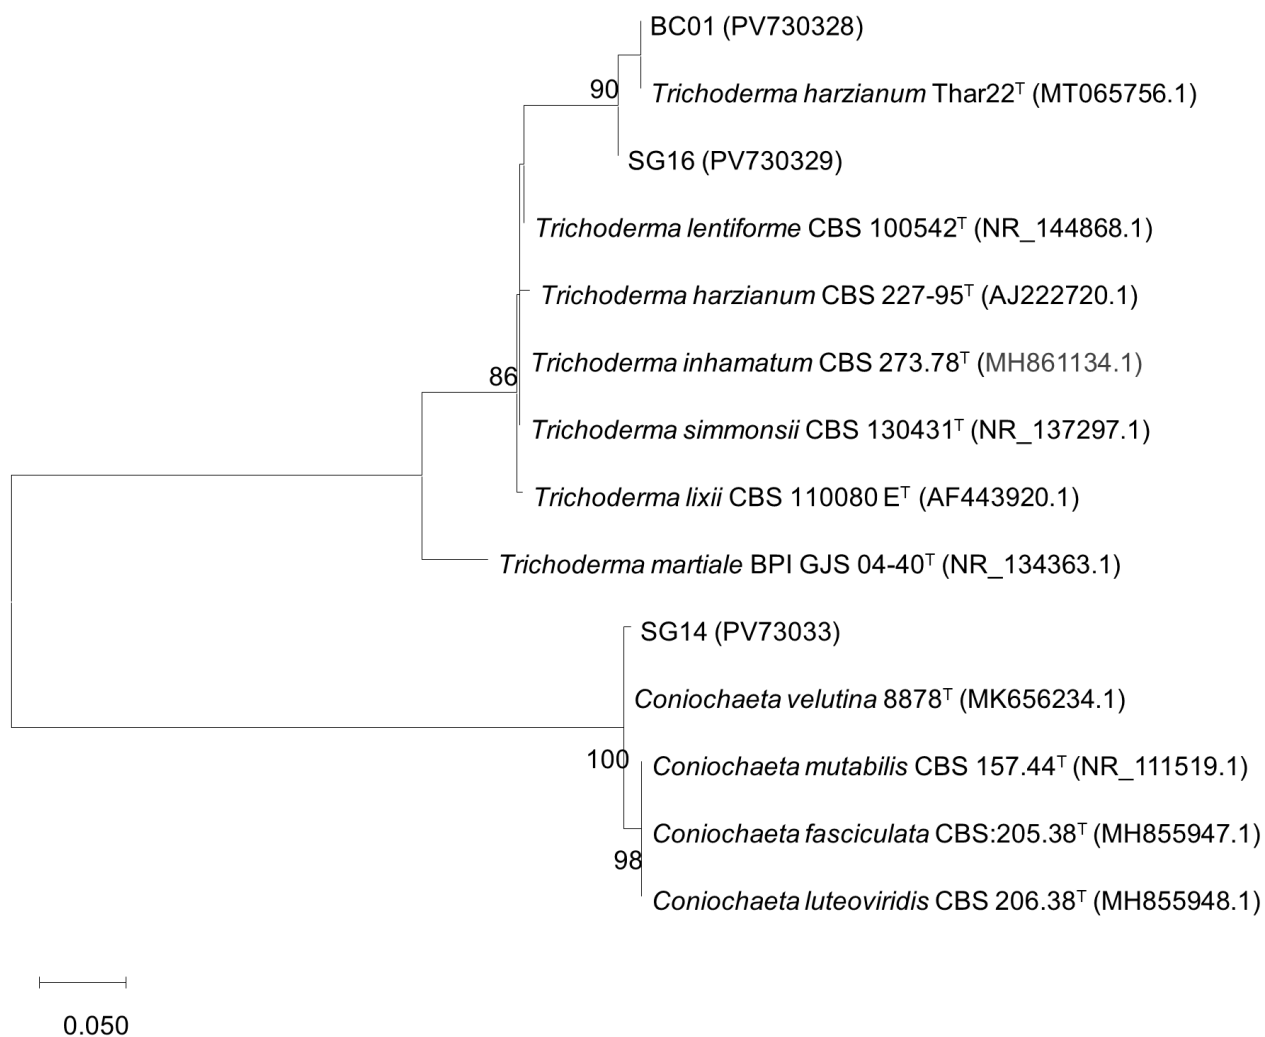 BC01 (PV730328)
90
Trichoderma harzianum Thar22ᵀ (MT065756.1)
SG16 (PV730329)
Trichoderma lentiforme CBS 100542ᵀ (NR_144868.1)
Trichoderma harzianum CBS 227-95ᵀ (AJ222720.1)
Trichoderma inhamatum CBS 273.78ᵀ (MH861134.1)
86
Trichoderma simmonsii CBS 130431ᵀ (NR_137297.1)
Trichoderma lixii CBS 110080 Eᵀ (AF443920.1)
Trichoderma martiale BPI GJS 04-40ᵀ (NR_134363.1)
SG14 (PV73033)
Coniochaeta velutina 8878ᵀ (MK656234.1)
100
Coniochaeta mutabilis CBS 157.44ᵀ (NR_111519.1)
Coniochaeta fasciculata CBS:205.38ᵀ (MH855947.1)
98
Coniochaeta luteoviridis CBS 206.38ᵀ (MH855948.1)
0.050